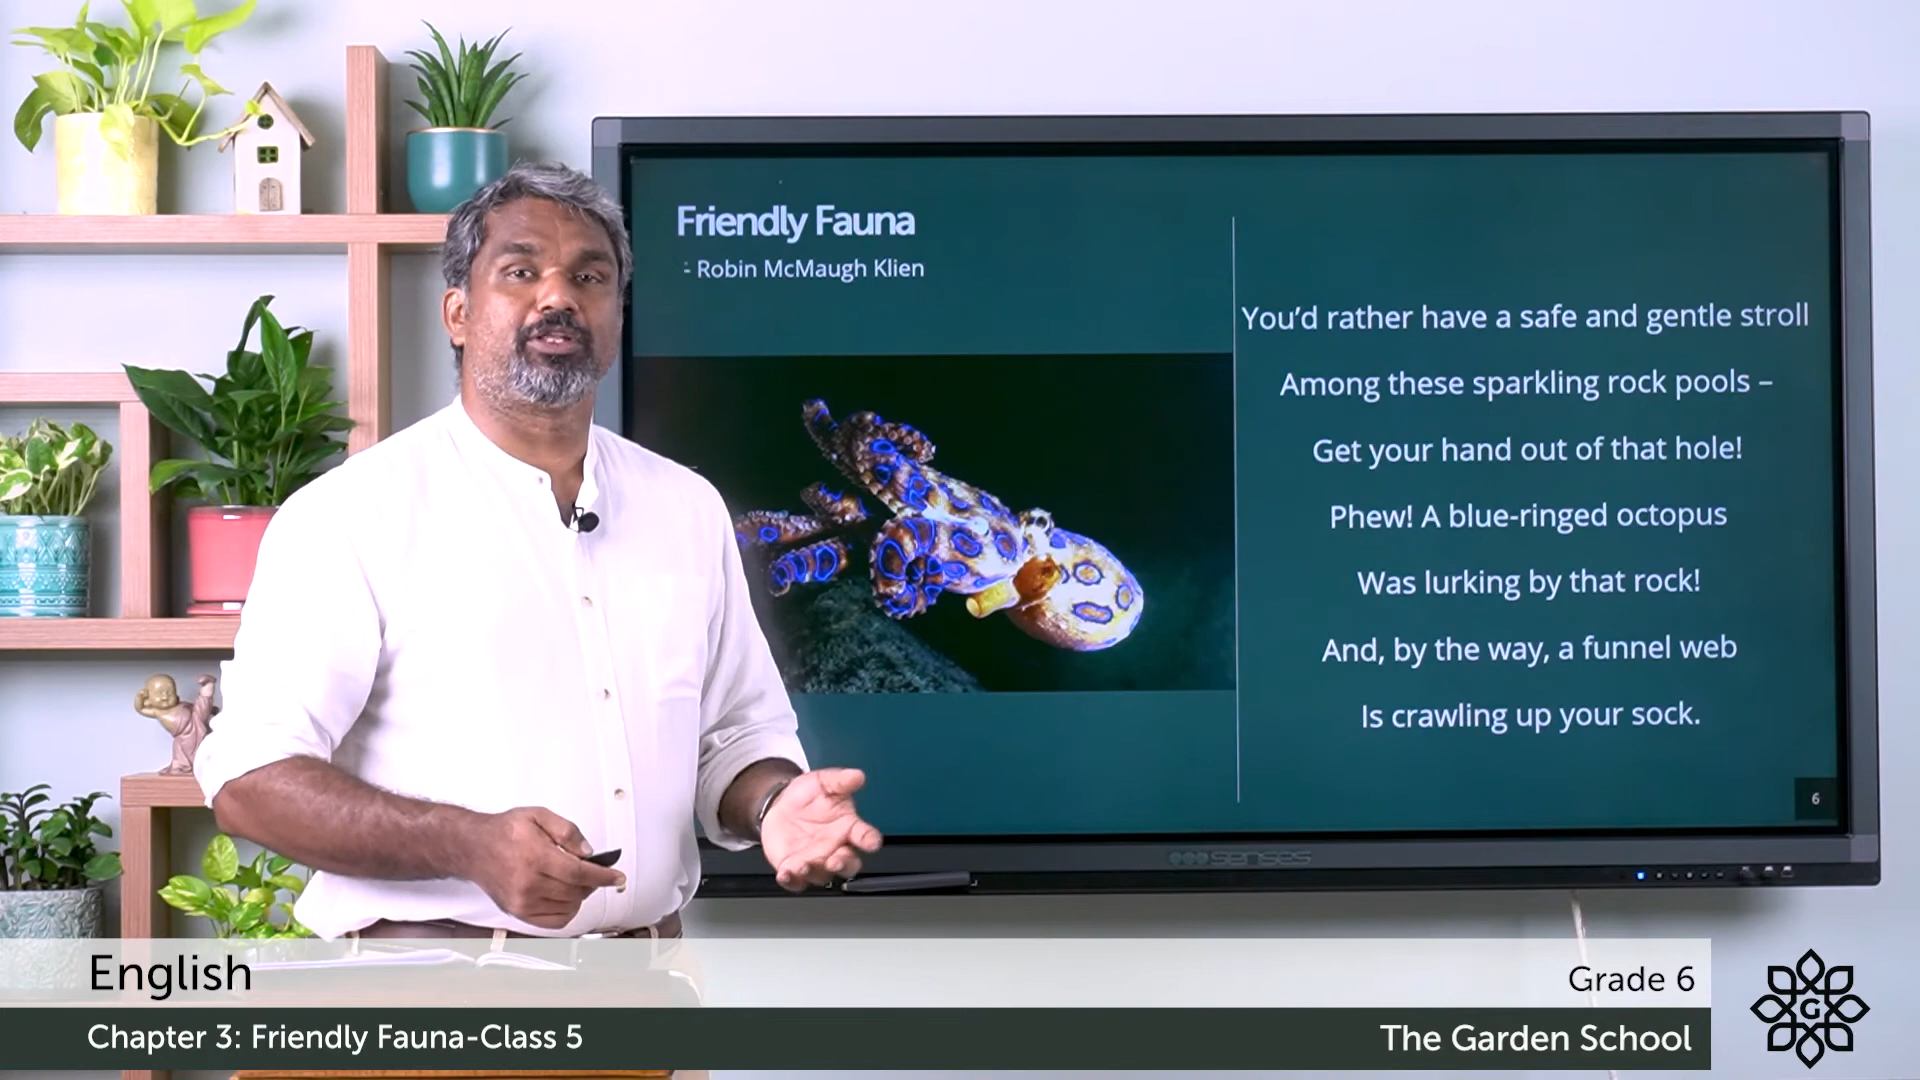 Friendly Fauna
- Robin McMaugh Klien
You'd rather have a safe and gentle stroll
Among these sparkling rock pools –
Get your hand out of that hole!
Phew! A blue-ringed octopus
Was lurking by that rock!
And, by the way, a funnel web
Is crawling up your sock.
6
senses
English
Grade 6
Chapter 3: Friendly Fauna-Class 5
The Garden School
G